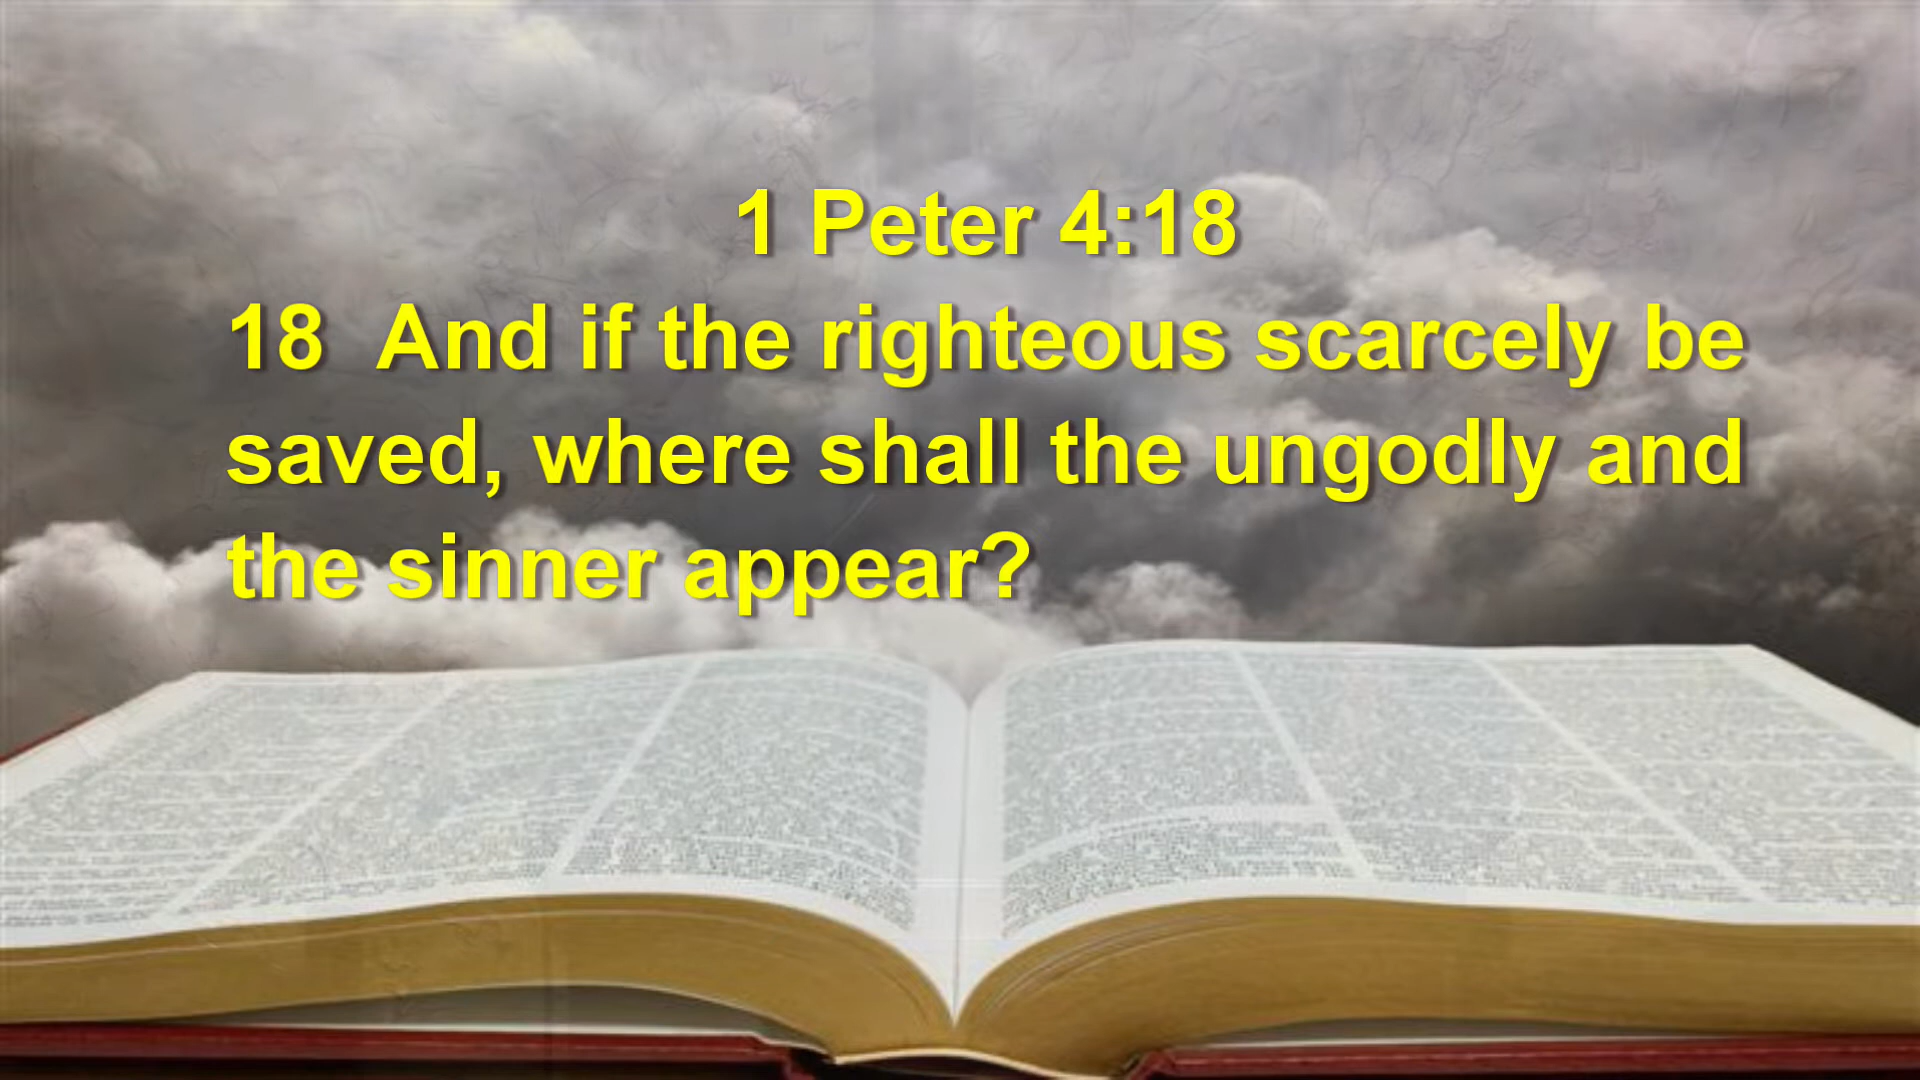 1 Peter 4:18
18 And if the righteous scarcely be
saved, where shall the ungodly and
the sinner appear?